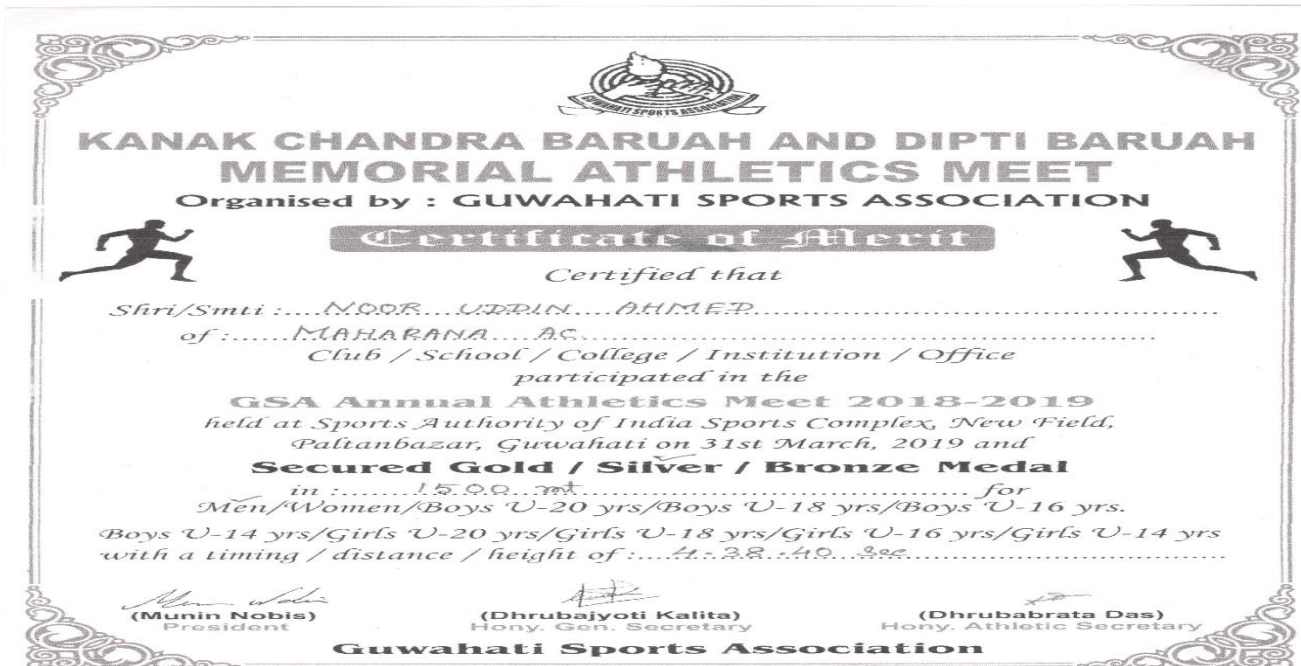 GUWAHATI SPORTS ASSOCIATION
KANAK CHANDRA BARUAH AND DIPTI BARUAH
MEMORIAL ATHLETICS MEET
Organised by : GUWAHATI SPORTS ASSOCIATION
Certificate of Merit
Certified that
Shri/Smti :....NOOR UDDIN AHMED....
of :....MAHARANA AC....
Club / School / College / Institution / Office
participated in the
GSA Annual Athletics Meet 2018-2019
held at Sports Authority of India Sports Complex, New Field,
Paltanbazar, Guwahati on 31st March, 2019 and
Secured Gold / Silver / Bronze Medal
in :....1500 mt.... for
Men/Women/Boys U-20 yrs/Boys U-18 yrs/Boys U-16 yrs.
Boys U-14 yrs/Girls U-20 yrs/Girls U-18 yrs/Girls U-16 yrs/Girls U-14 yrs
with a timing / distance / height of :....4.38.40 sec....
(Munin Nobis) (Dhrubajyoti Kalita) (Dhrubabrata Das)
President Hony. Gen. Secretary Hony. Athletic Secretary
Guwahati Sports Association